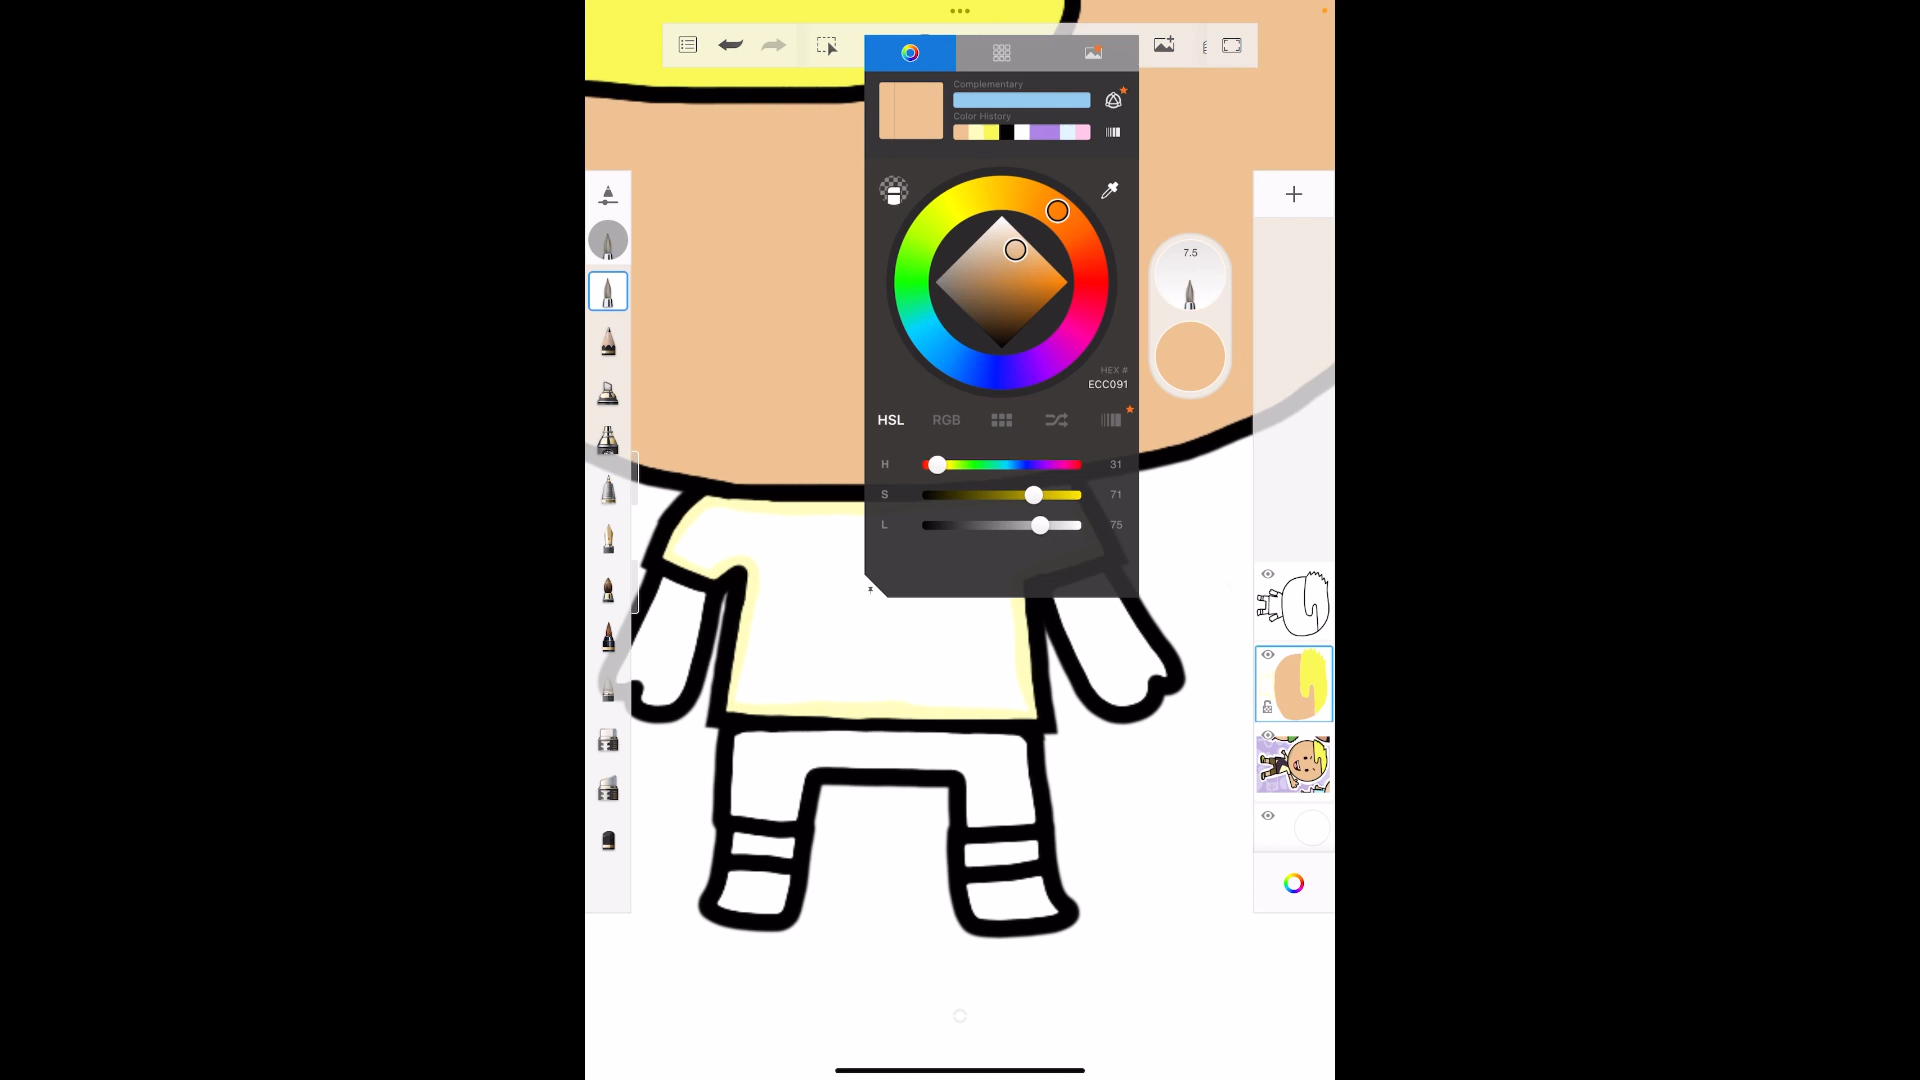 Complementary
Color History
7.5
HEX #
ECC091
HSL RGB
H 31
S 71
L 75